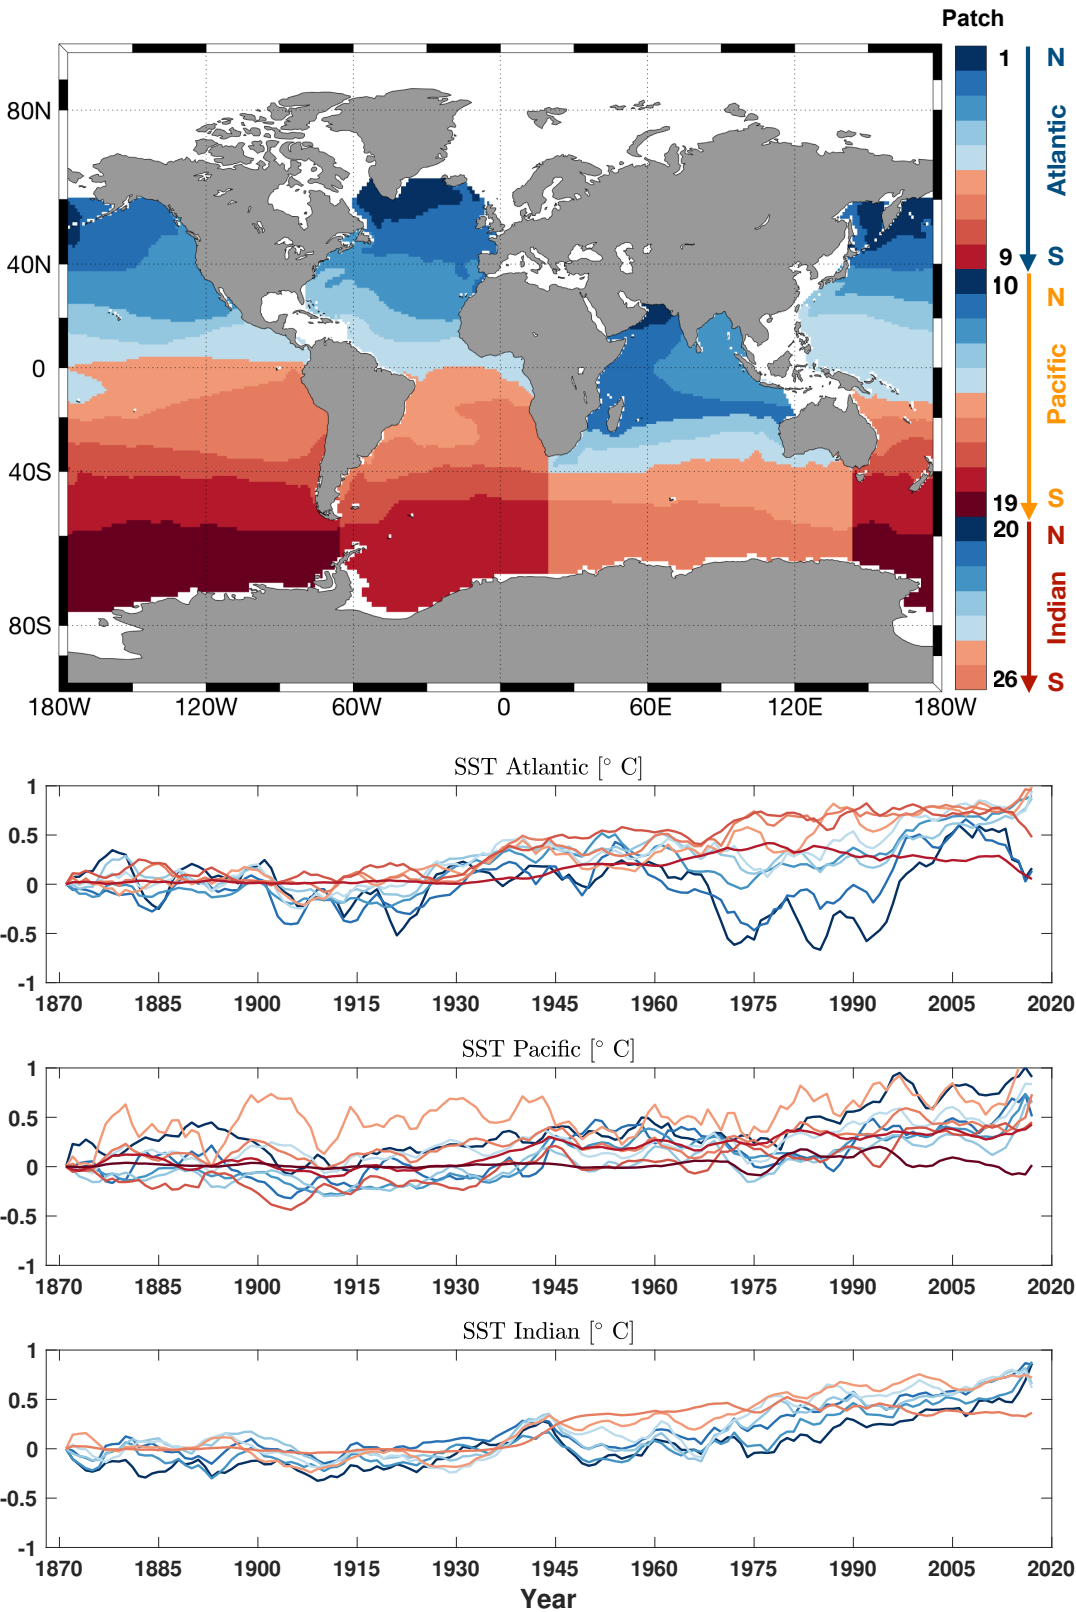 Patch
1 N
Atlantic
9 S
10 N
Pacific
19 S
20 N
Indian
26 S
80N
40N
0
40S
80S
180W 120W 60W 0 60E 120E 180W
SST Atlantic [° C]
1
0.5
0
-0.5
-1
1870 1885 1900 1915 1930 1945 1960 1975 1990 2005 2020
SST Pacific [° C]
1
0.5
0
-0.5
-1
1870 1885 1900 1915 1930 1945 1960 1975 1990 2005 2020
SST Indian [° C]
1
0.5
0
-0.5
-1
1870 1885 1900 1915 1930 1945 1960 1975 1990 2005 2020
Year